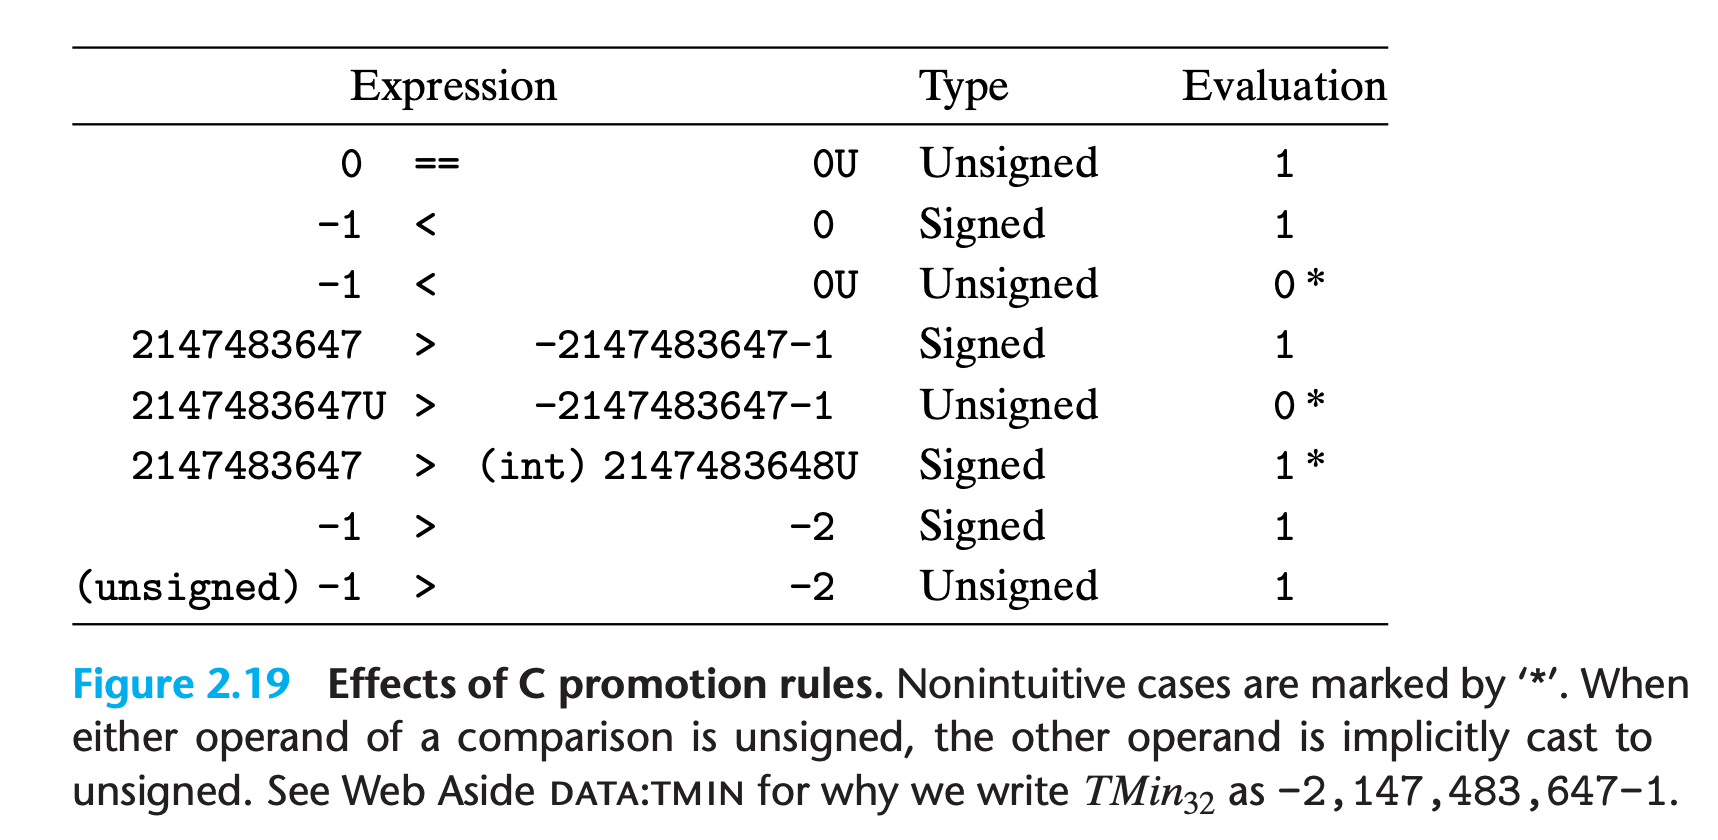 Expression Type Evaluation
0 == 0U Unsigned 1
-1 < 0 Signed 1
-1 < 0U Unsigned 0 *
2147483647 > -2147483647-1 Signed 1
2147483647U > -2147483647-1 Unsigned 0 *
2147483647 > (int) 2147483648U Signed 1 *
-1 > -2 Signed 1
(unsigned) -1 > -2 Unsigned 1
Figure 2.19 Effects of C promotion rules. Nonintuitive cases are marked by ‘*’. When
either operand of a comparison is unsigned, the other operand is implicitly cast to
unsigned. See Web Aside DATA:TMIN for why we write TMin32 as -2,147,483,647-1.